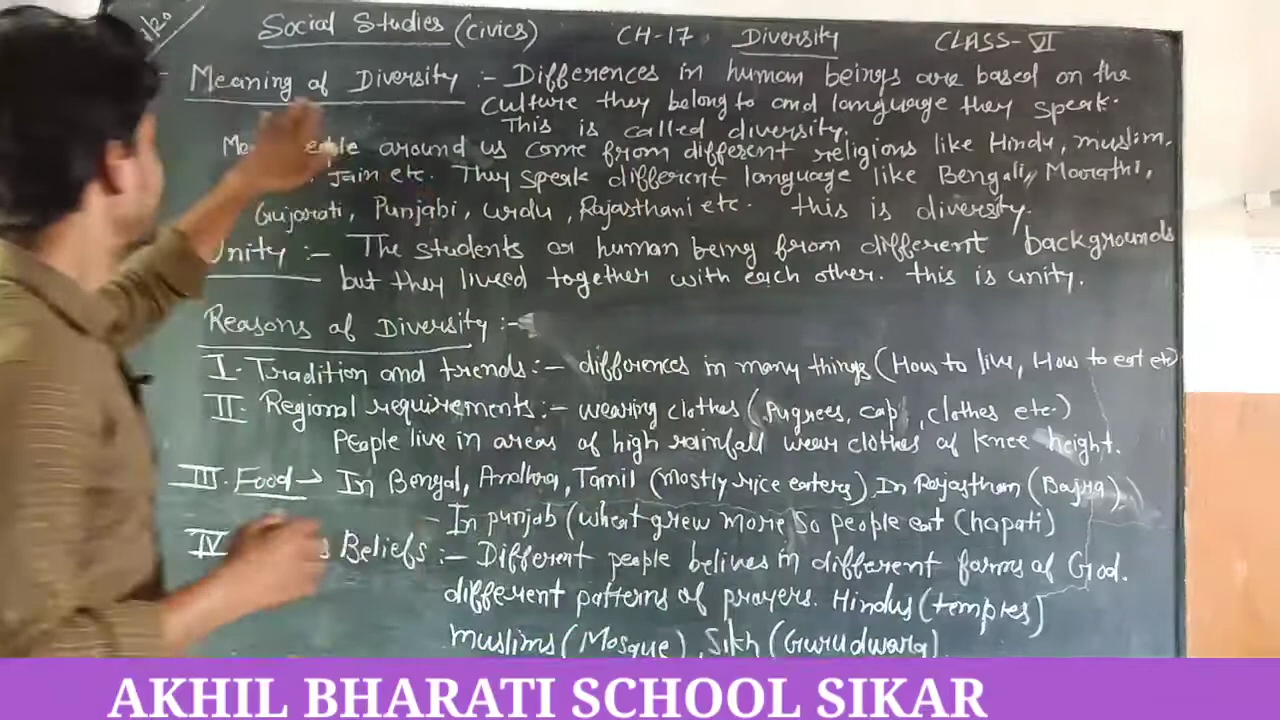 Social Studies (Civics) CH-17 Diversity CLASS-VI
Meaning of Diversity :- Differences in human beings are based on the
culture they belong to and language they speak.
This is called diversity.
around us come from different religions like Hindu, muslim,
Jain etc. They speak different language like Bengali, Marathi,
Gujarati, Punjabi, urdu, Rajasthani etc. this is diversity.
Unity :- The students or human being from different backgrounds
but they liveed together with each other. this is unity.
Reasons of Diversity :-
I. Tradition and trends :- differences in many things (How to live, How to eat etc)
II. Regional requirements :- wearing clothes (Pugrees, cap, clothes etc.)
People live in areas of high rainfall wear clothes of knee height.
III. Food → In Bengal, Andhra, Tamil (mostly rice eaters), In Rajasthan (Bajra)
- In punjab (wheat grew more so people eat Chapati)
IV Beliefs :- Different people belives in different forms of God.
different patterns of prayers. Hindus (temples)
muslims (Mosque), Sikh (Gurudwara)
AKHIL BHARATI SCHOOL SIKAR